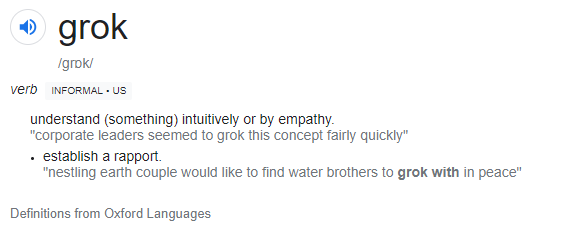 grok
/ɡrɒk/
verb INFORMAL • US
understand (something) intuitively or by empathy.
"corporate leaders seemed to grok this concept fairly quickly"
• establish a rapport.
"nestling earth couple would like to find water brothers to grok with in peace"
Definitions from Oxford Languages